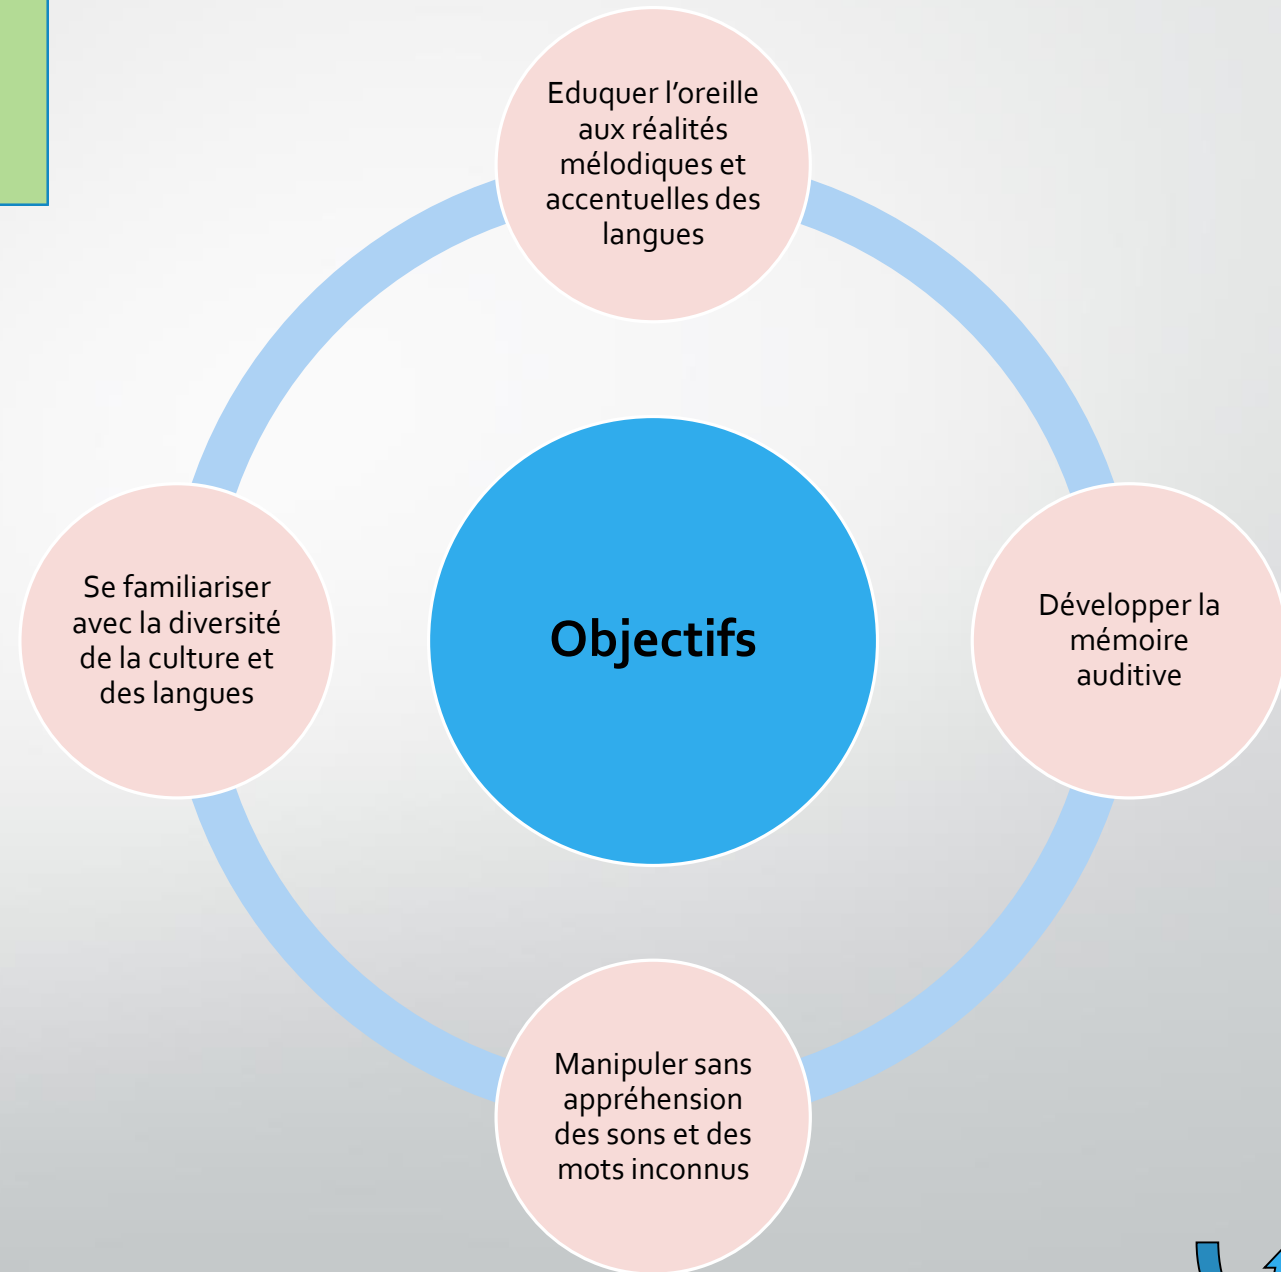 Eduquer l’oreille
aux réalités
mélodiques et
accentuelles des
langues
Se familiariser
avec la diversité
de la culture et
des langues
Objectifs
Développer la
mémoire
auditive
Manipuler sans
appréhension
des sons et des
mots inconnus